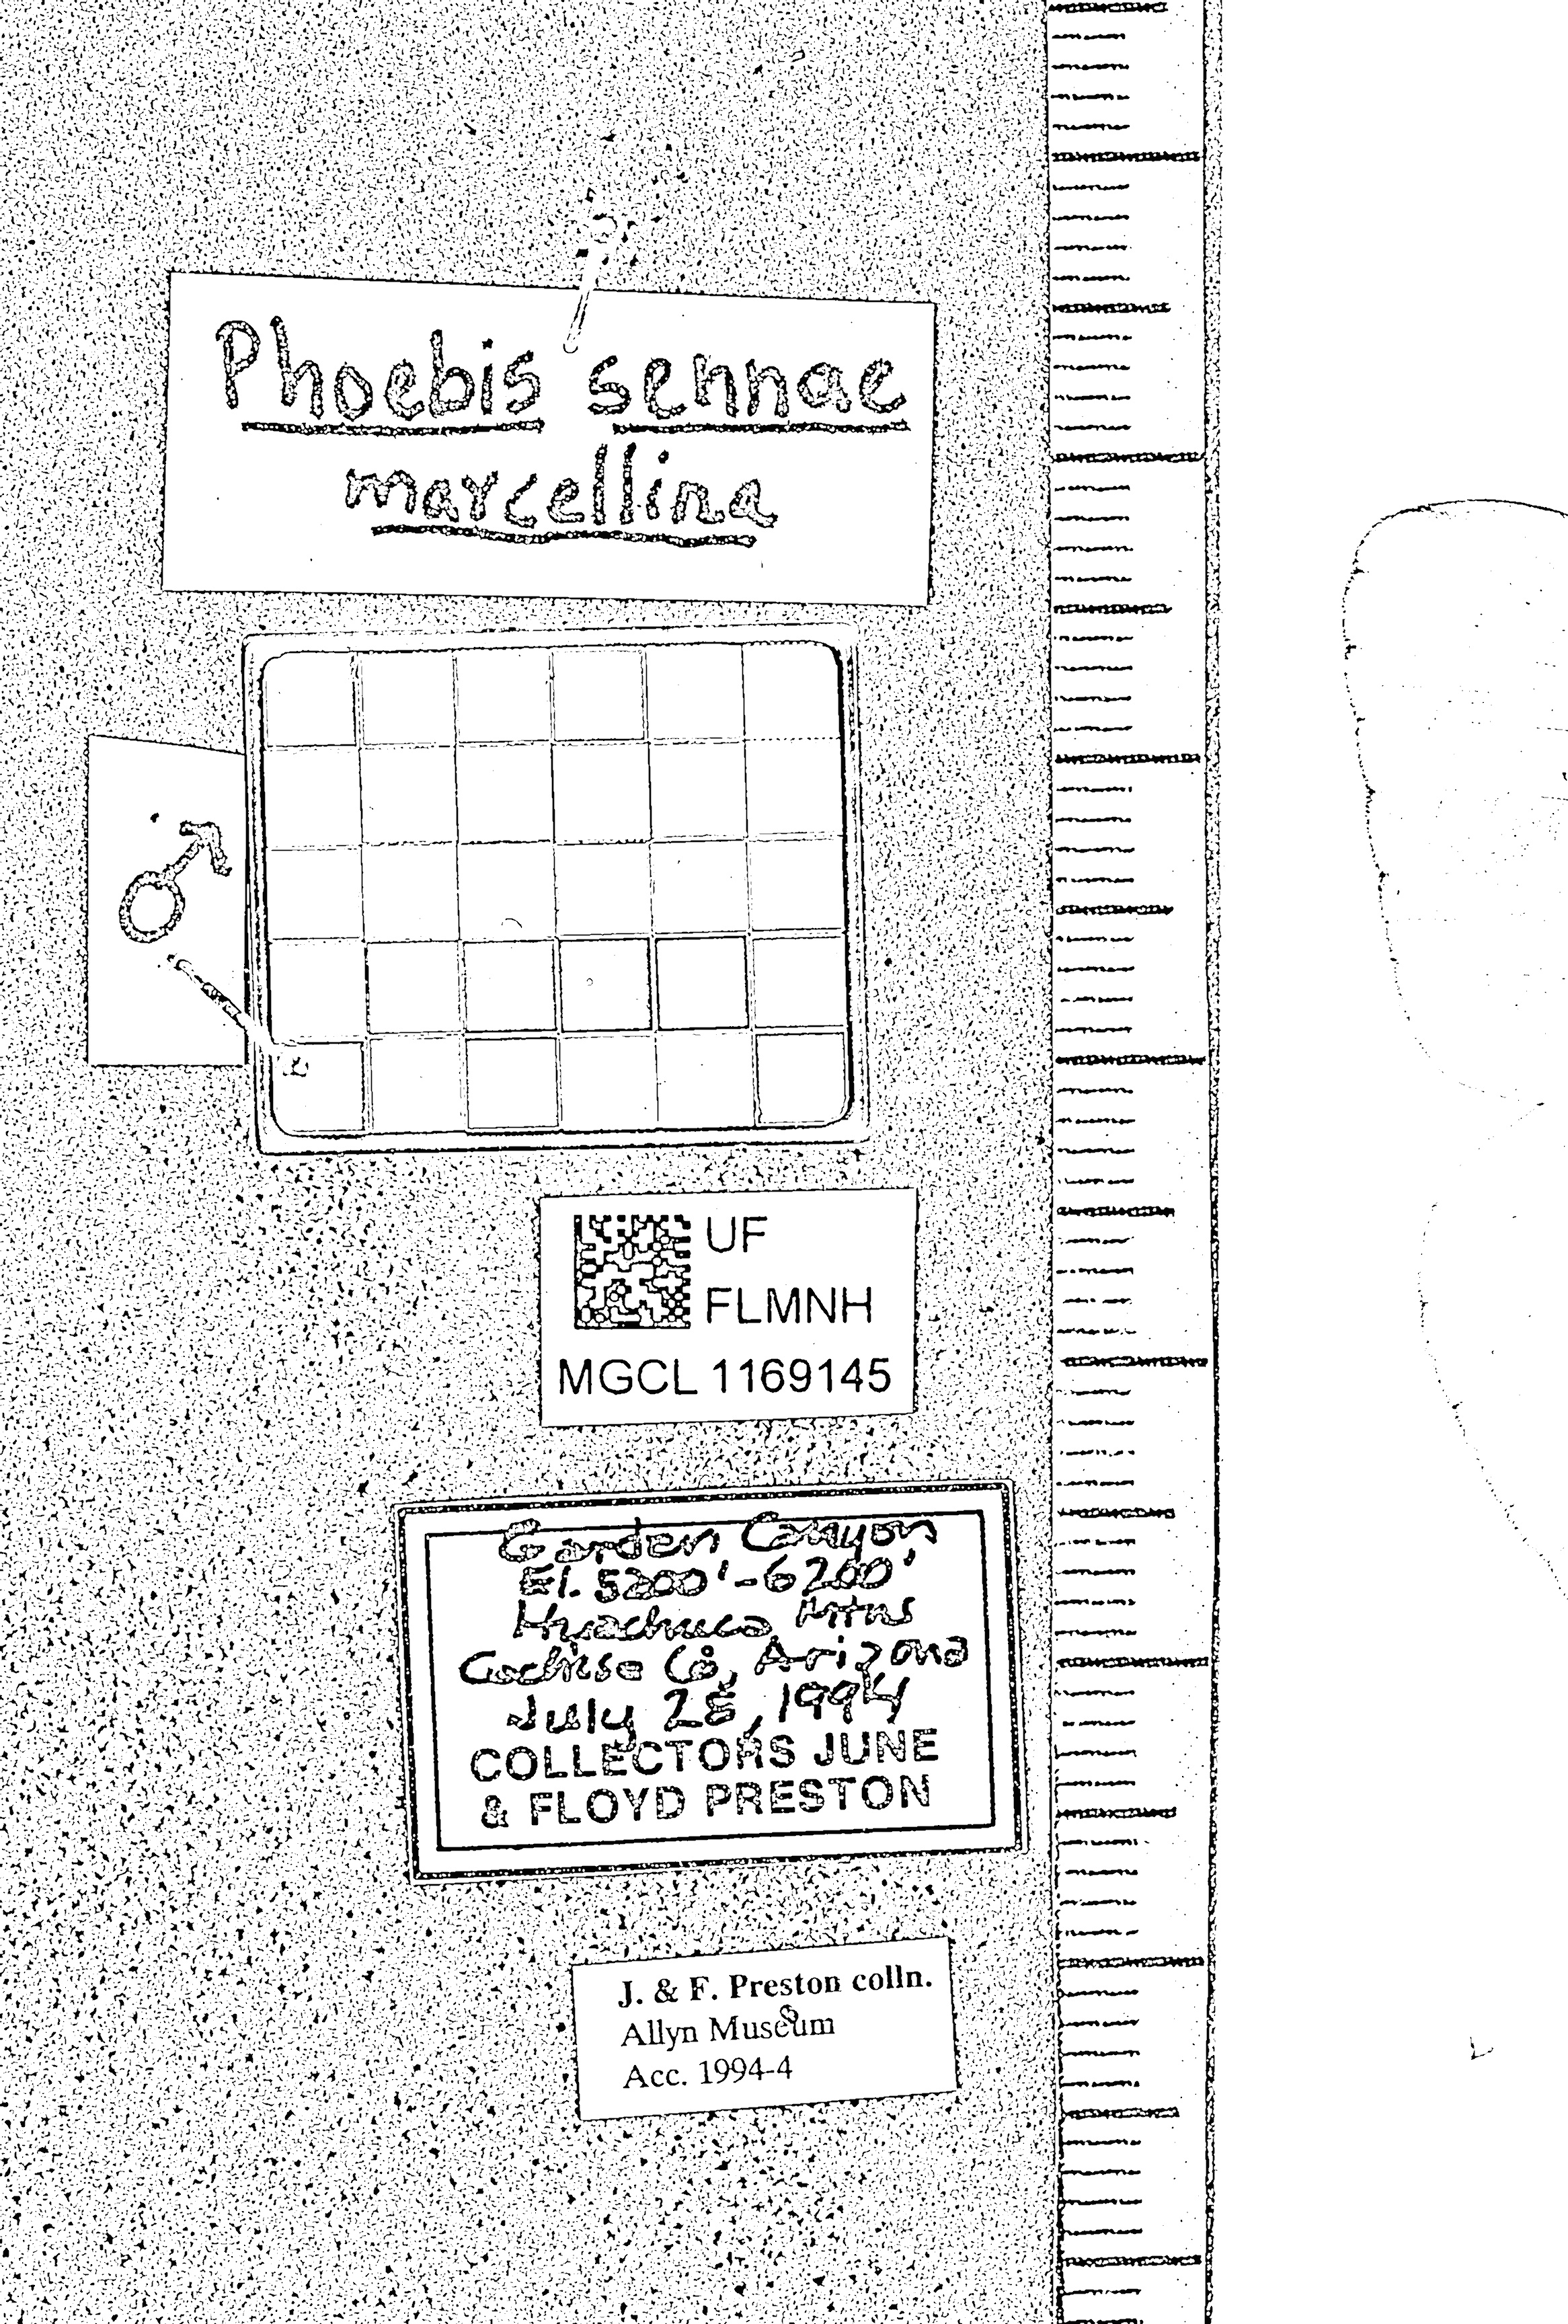 Phoebis sennae
marcellina
♂
UF
FLMNH
MGCL 1169145
Garden Canyon
El. 5200'-6200'
Huachuca Mtns
Cochise Co, Arizona
July 28, 1994
COLLECTORS JUNE
& FLOYD PRESTON
J. & F. Preston colln.
Allyn Museum
Acc. 1994-4